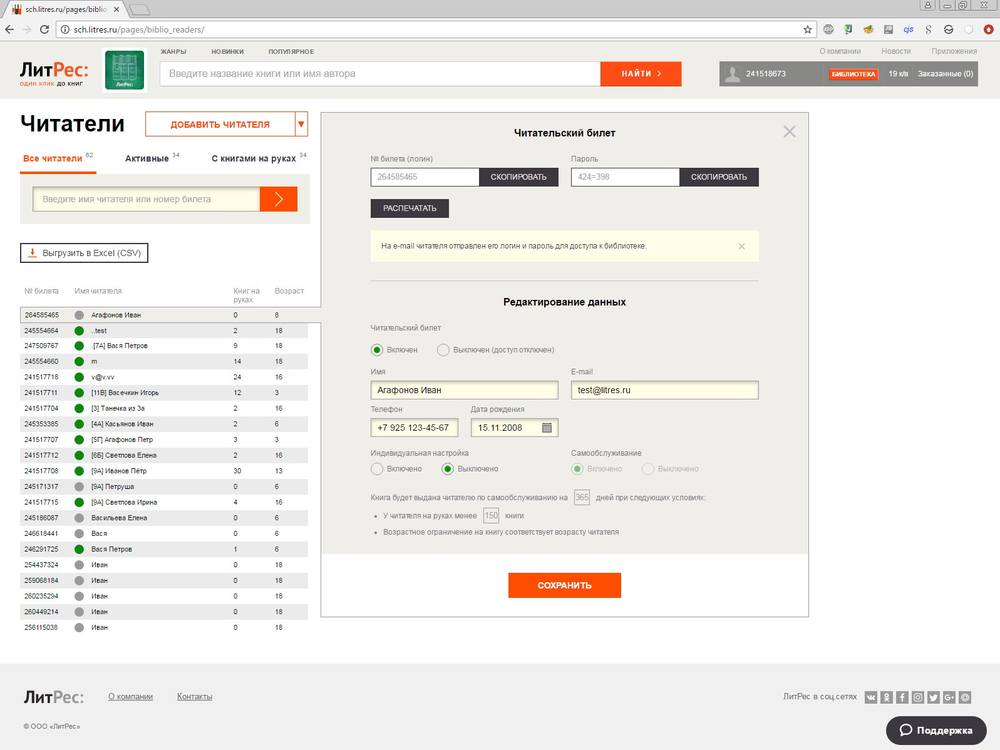 sch.litres.ru/pages/biblio
sch.litres.ru/pages/biblio_readers/
ABP
JB
cjs
S
ЛитРес:
один клик до книг
ЛитРес:
ЖАНРЫ
НОВИНКИ
ПОПУЛЯРНОЕ
Введите название книги или имя автора
НАЙТИ
О компании
Новости
Приложения
241518673
БИБЛИОТЕКА
19 к/в
Заказанные (0)
Читатели
ДОБАВИТЬ ЧИТАТЕЛЯ
Все читатели 62
Активные 34
С книгами на руках 34
Введите имя читателя или номер билета
Выгрузить в Excel (CSV)
№ билета Имя читателя Книг на руках Возраст
264585465 Агафонов Иван 0 8
245554664 ..test 2 18
247509767 .[7А] Вася Петров 9 18
245554660 m 14 18
241517718 v@v.vv 24 16
241517711 [11В] Васечкин Игорь 12 3
241517704 [3] Танечка из 3а 2 16
245353385 [4А] Касьянов Иван 2 6
241517707 [5Г] Агафонов Петр 3 3
241517712 [6Б] Светлова Елена 2 16
241517708 [9А] Иванов Пётр 30 13
245171317 [9А] Петруша 0 6
241517715 [9А] Светлова Ирина 4 16
245186087 Васильева Елена 0 6
246618441 Вася 0 6
246291725 Вася Петров 1 6
254437324 Иван 0 18
259068184 Иван 0 18
260235294 Иван 0 18
260449214 Иван 0 18
256115038 Иван 0 18
Читательский билет
№ билета (логин)
264585465
СКОПИРОВАТЬ
Пароль
424=398
СКОПИРОВАТЬ
РАСПЕЧАТАТЬ
На e-mail читателя отправлен его логин и пароль для доступа к библиотеке.
Редактирование данных
Читательский билет
Включен
Выключен (доступ отключен)
Имя
Агафонов Иван
E-mail
test@litres.ru
Телефон
+7 925 123-45-67
Дата рождения
15.11.2008
Индивидуальная настройка
Включено
Выключено
Самообслуживание
Включено
Выключено
Книга будет выдана читателю по самообслуживанию на 365 дней при следующих условиях:
• У читателя на руках менее 150 книги
• Возрастное ограничение на книгу соответствует возрасту читателя
СОХРАНИТЬ
ЛитРес:
О компании
Контакты
ЛитРес в соц.сетях
© ООО «ЛитРес»
Поддержка